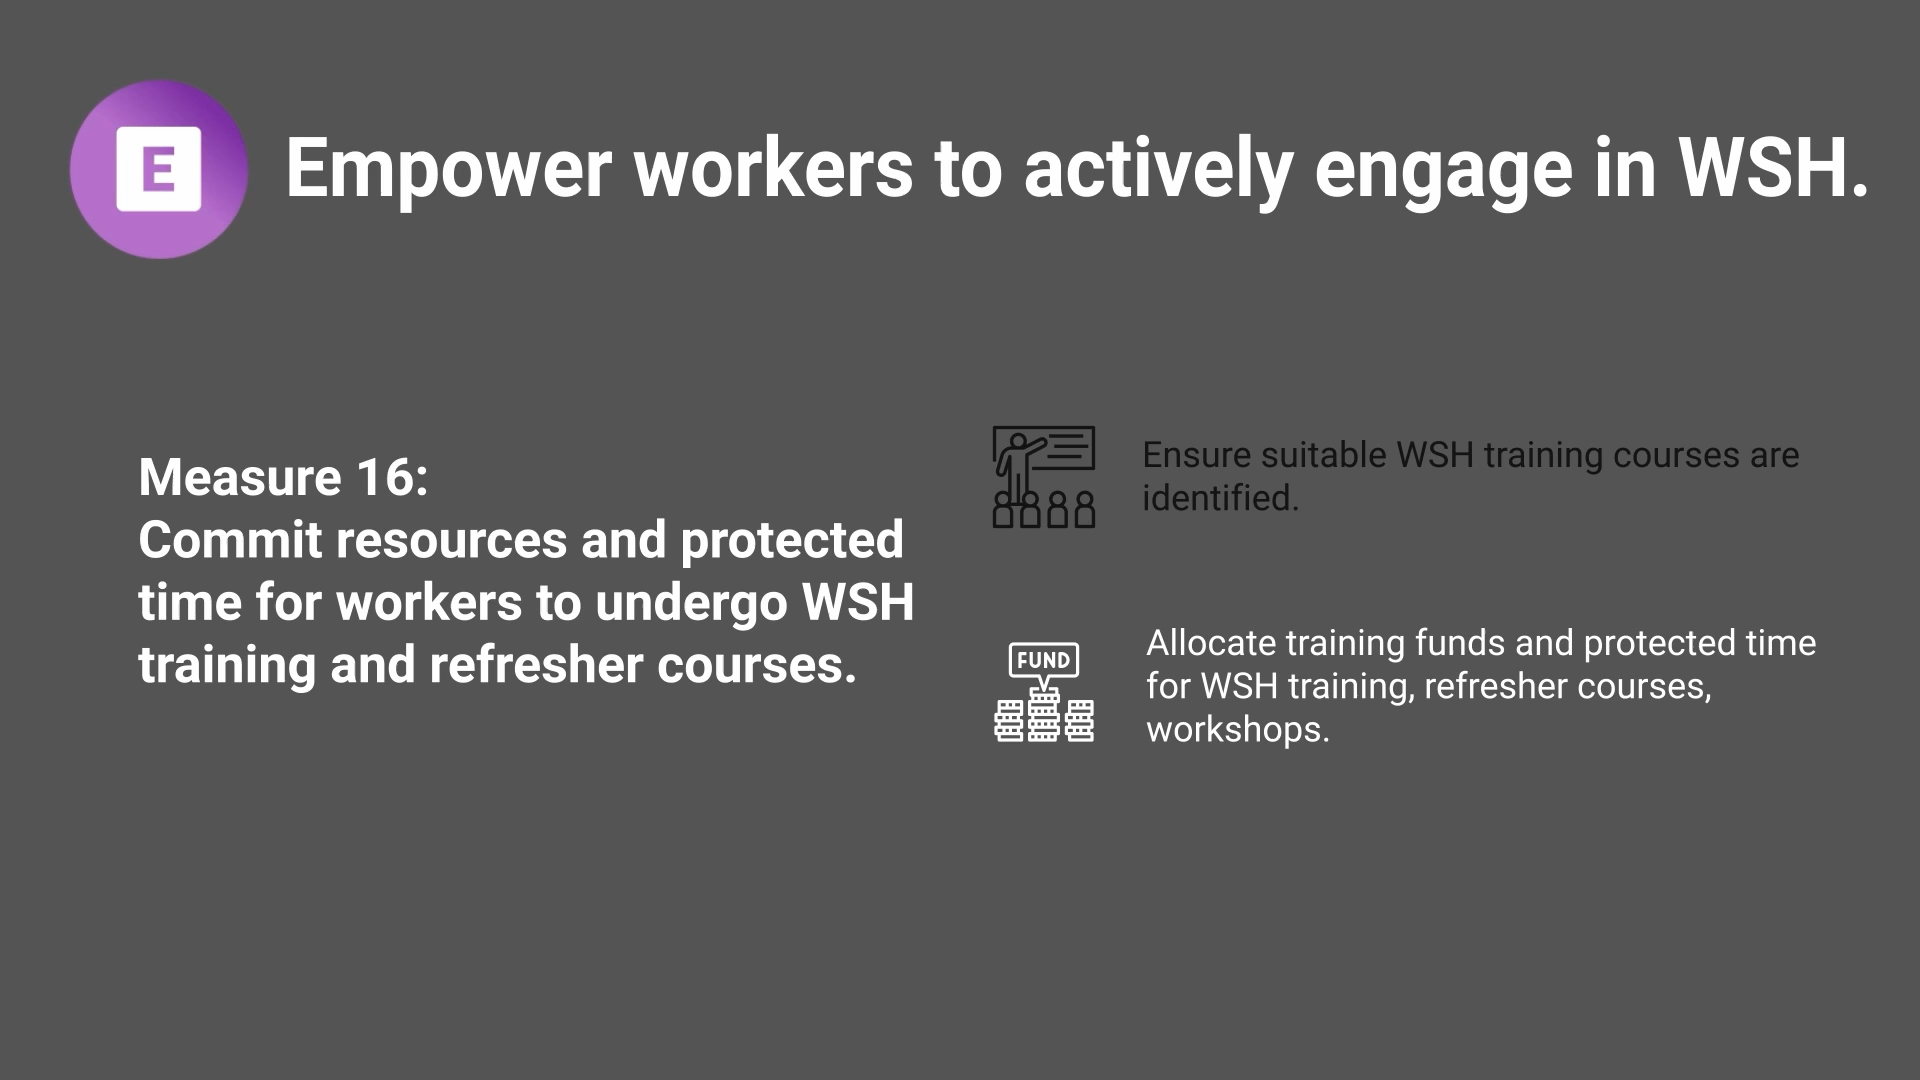 E
Empower workers to actively engage in WSH.
Measure 16:
Commit resources and protected
time for workers to undergo WSH
training and refresher courses.
Ensure suitable WSH training courses are
identified.
FUND
Allocate training funds and protected time
for WSH training, refresher courses,
workshops.